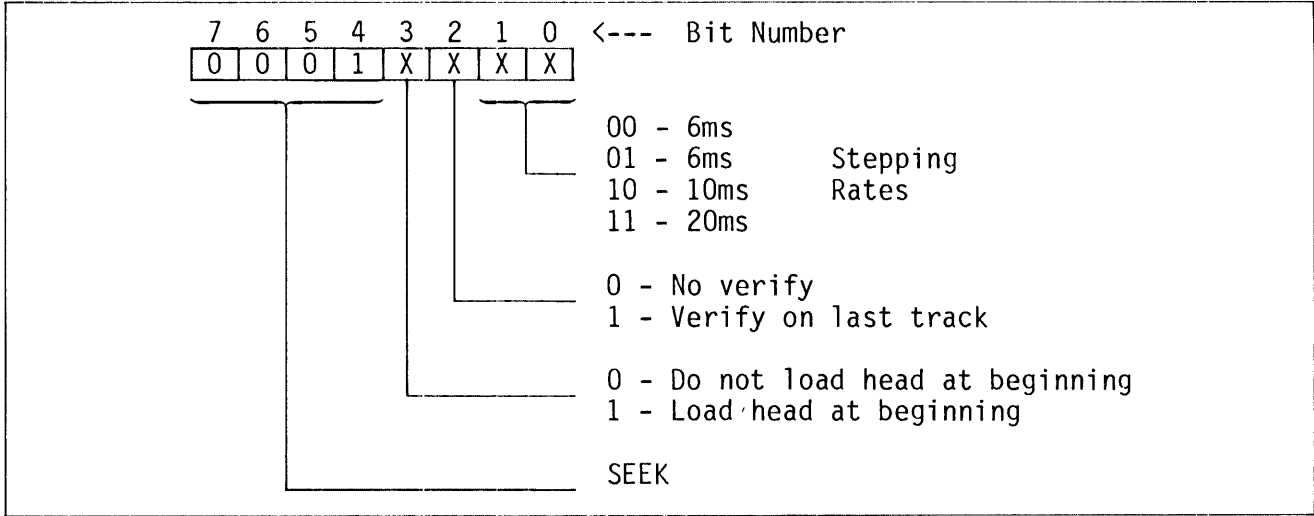 7 6 5 4 3 2 1 0 <--- Bit Number
0 0 0 1 X X X X
00 - 6ms
01 - 6ms Stepping
10 - 10ms Rates
11 - 20ms
0 - No verify
1 - Verify on last track
0 - Do not load head at beginning
1 - Load head at beginning
SEEK